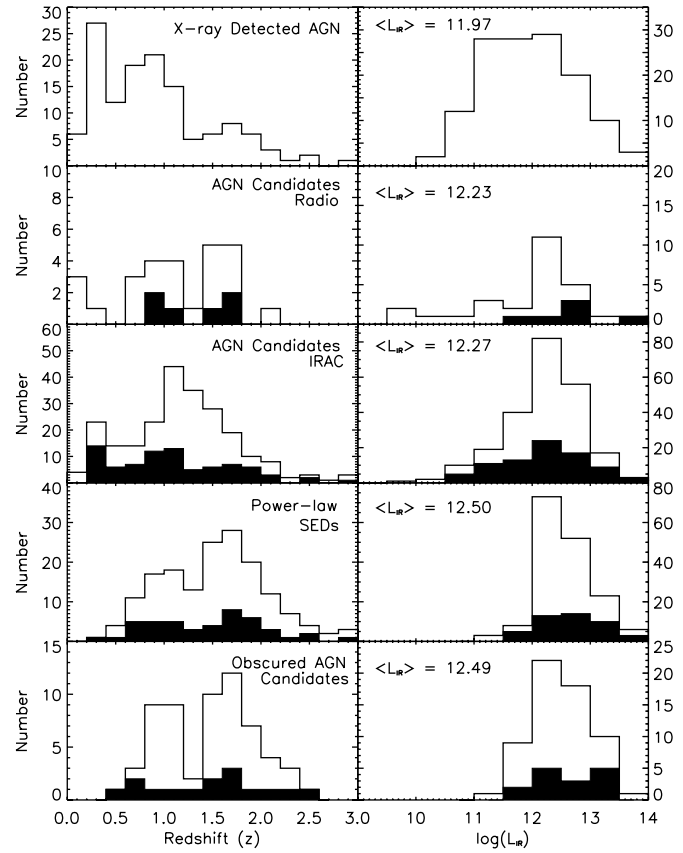 30
25
20
15
10
5
0
Number
X-ray Detected AGN
<L_IR> = 11.97
30
20
10
0
10
8
6
4
2
Number
AGN Candidates
Radio
<L_IR> = 12.23
20
15
10
5
0
60
50
40
30
20
10
Number
AGN Candidates
IRAC
<L_IR> = 12.27
80
60
40
20
0
40
30
20
10
0
Number
Power-law
SEDs
<L_IR> = 12.50
80
60
40
20
0
15
10
5
0
Number
Obscured AGN
Candidates
<L_IR> = 12.49
25
20
15
10
5
0
0.0 0.5 1.0 1.5 2.0 2.5 3.0
Redshift (z)
10 11 12 13 14
log(L_IR)